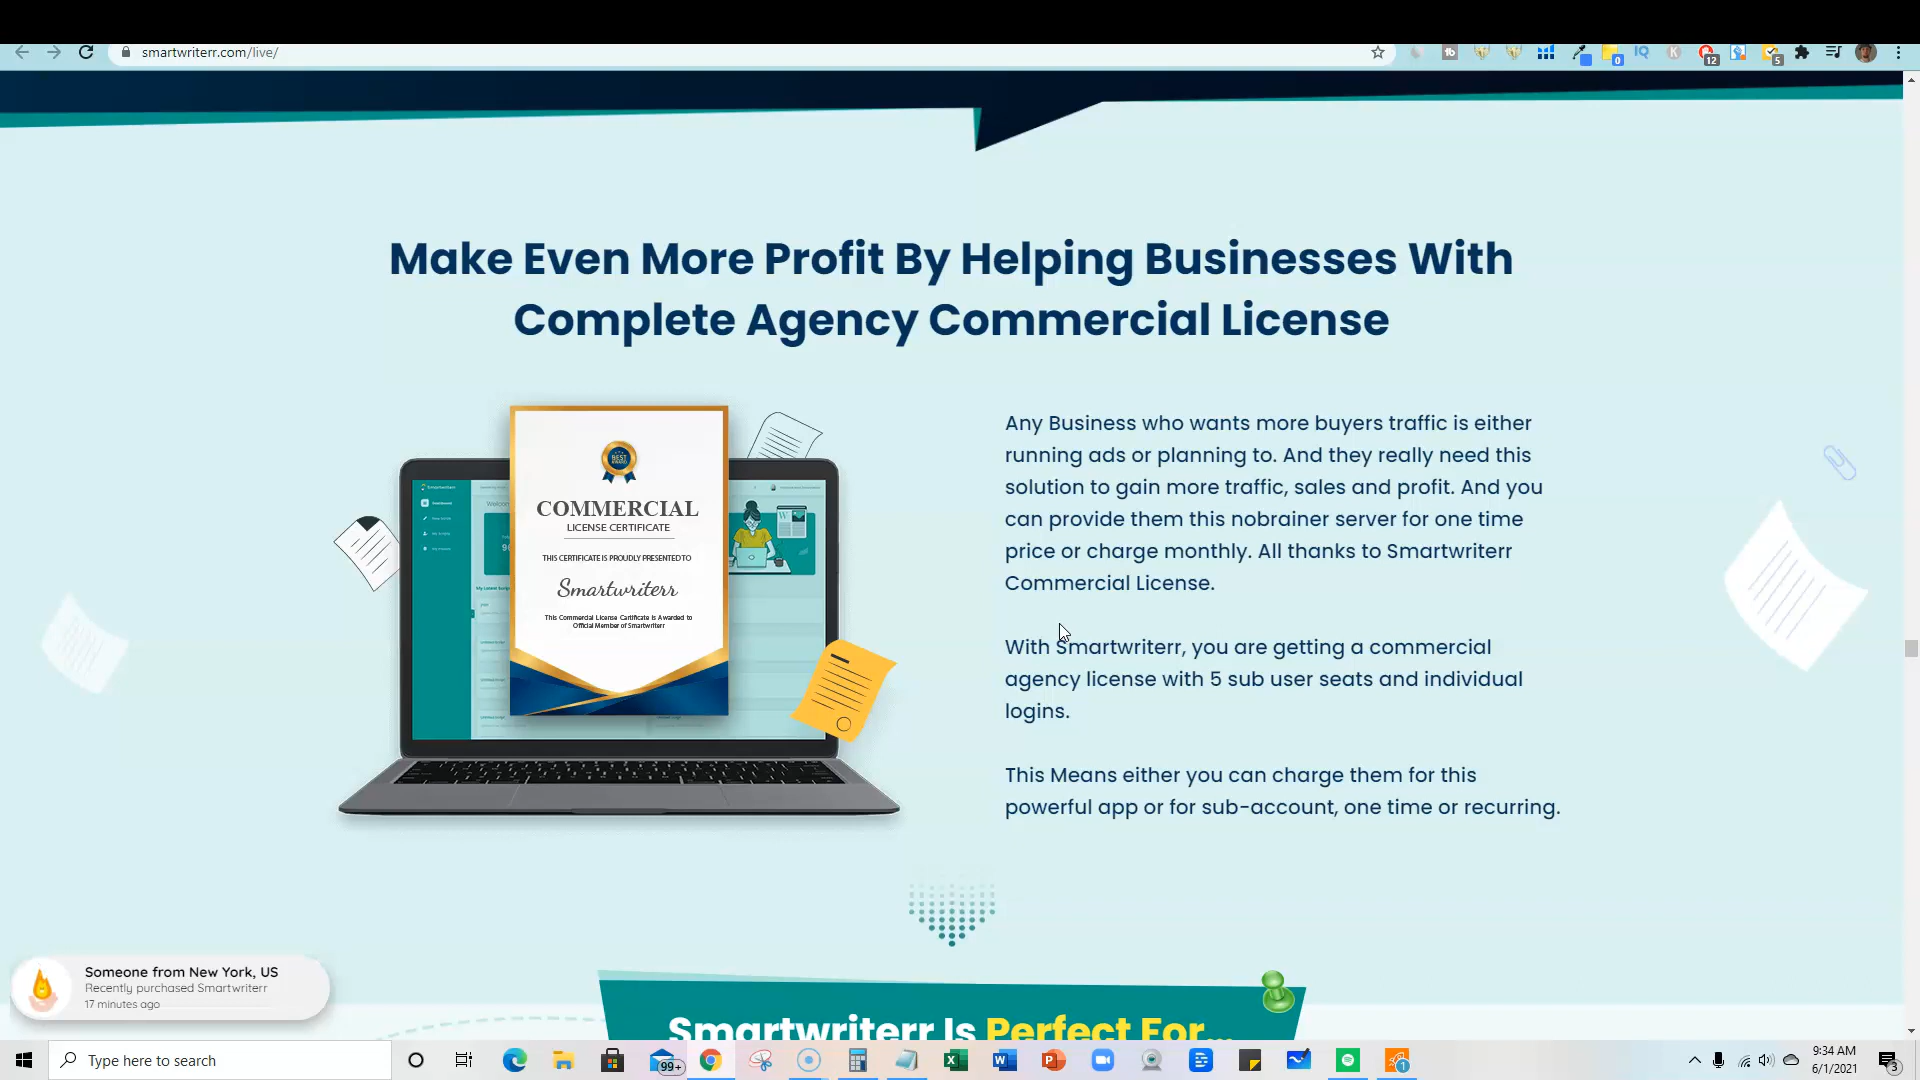 smartwriterr.com/live/
12
0
5
Make Even More Profit By Helping Businesses With
Complete Agency Commercial License
BEST
COMMERCIAL
LICENSE CERTIFICATE
THIS CERTIFICATE IS PROUDLY PRESENTED TO
Smartwriterr
This Commercial License Certificate is Awarded to
Official Member of Smartwriterr
Any Business who wants more buyers traffic is either
running ads or planning to. And they really need this
solution to gain more traffic, sales and profit. And you
can provide them this nobrainer server for one time
price or charge monthly. All thanks to Smartwriterr
Commercial License.
With Smartwriterr, you are getting a commercial
agency license with 5 sub user seats and individual
logins.
This Means either you can charge them for this
powerful app or for sub-account, one time or recurring.
Someone from New York, US
Recently purchased Smartwriterr
17 minutes ago
Smartwriterr Is Perfect For...
Type here to search
99+
9:34 AM
6/1/2021
3